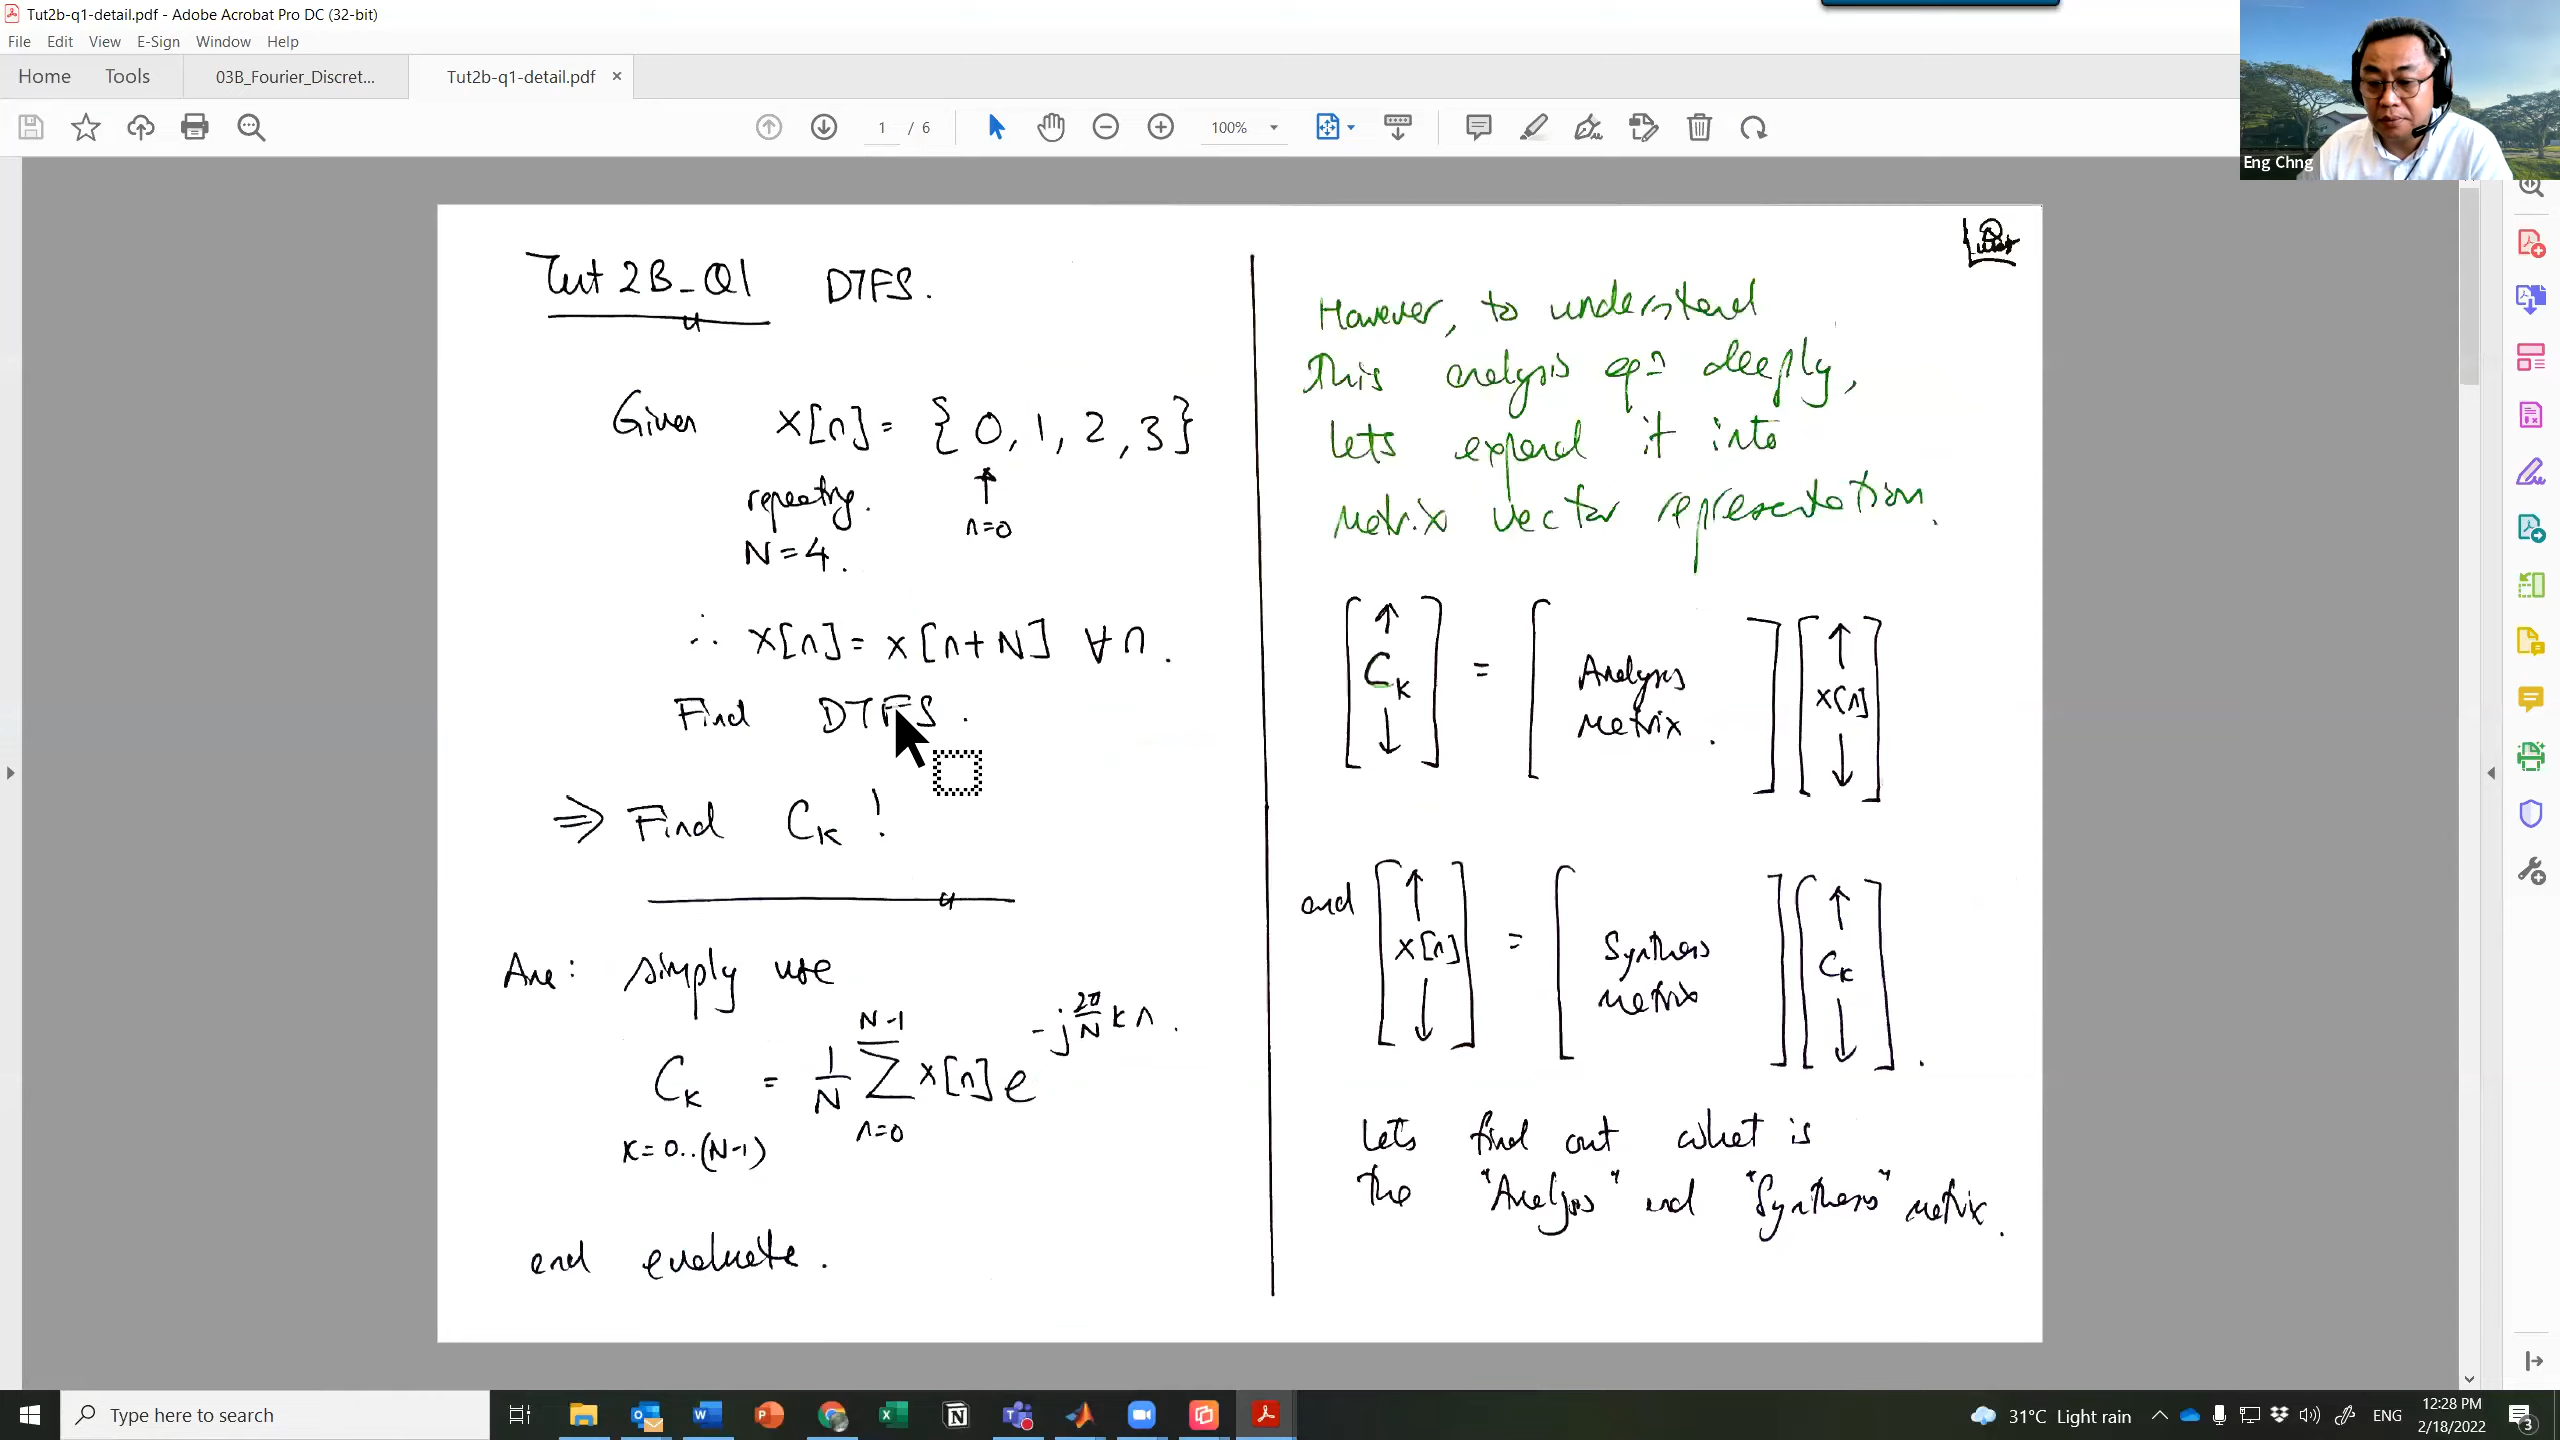 Tut2b-q1-detail.pdf - Adobe Acrobat Pro DC (32-bit)
File Edit View E-Sign Window Help
Home Tools 03B_Fourier_Discret... Tut2b-q1-detail.pdf ×
1 / 6 100%
Eng Chng
Tut 2B-Q1 DTFS.
Given x[n] = { 0, 1, 2, 3 }
↑
repeating. n=0
N=4.
∴ x[n] = x[n+N] ∀n.
Find DTFS.
⇒ Find Ck !
Ans: simply use
Ck = 1/N Σ x[n] e -j 2π/N kn.
N-1
n=0
k=0..(N-1)
and evaluate.
However, to understand
this analysis eqn deeply,
lets expand it into
matrix vector representation.
[ ↑ Ck ↓ ] = [ Analysis matrix. ] [ ↑ x[n] ↓ ]
and [ ↑ x[n] ↓ ] = [ Synthesis matrix ] [ ↑ Ck ↓ ].
Lets find out what is
the "Analysis" and "Synthesis" matrix.
Type here to search
31°C Light rain ENG 12:28 PM
2/18/2022
3